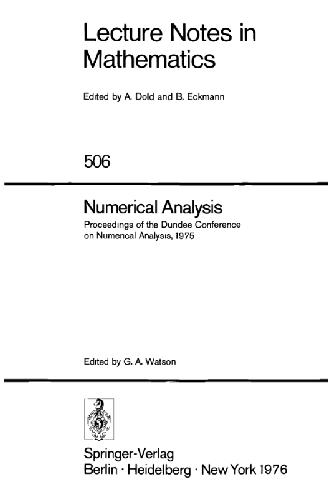 Lecture Notes in
Mathematics
Edited by A. Dold and B. Eckmann
506
Numerical Analysis
Proceedings of the Dundee Conference
on Numerical Analysis, 1975
Edited by G. A. Watson
Springer-Verlag
Berlin · Heidelberg · New York 1976